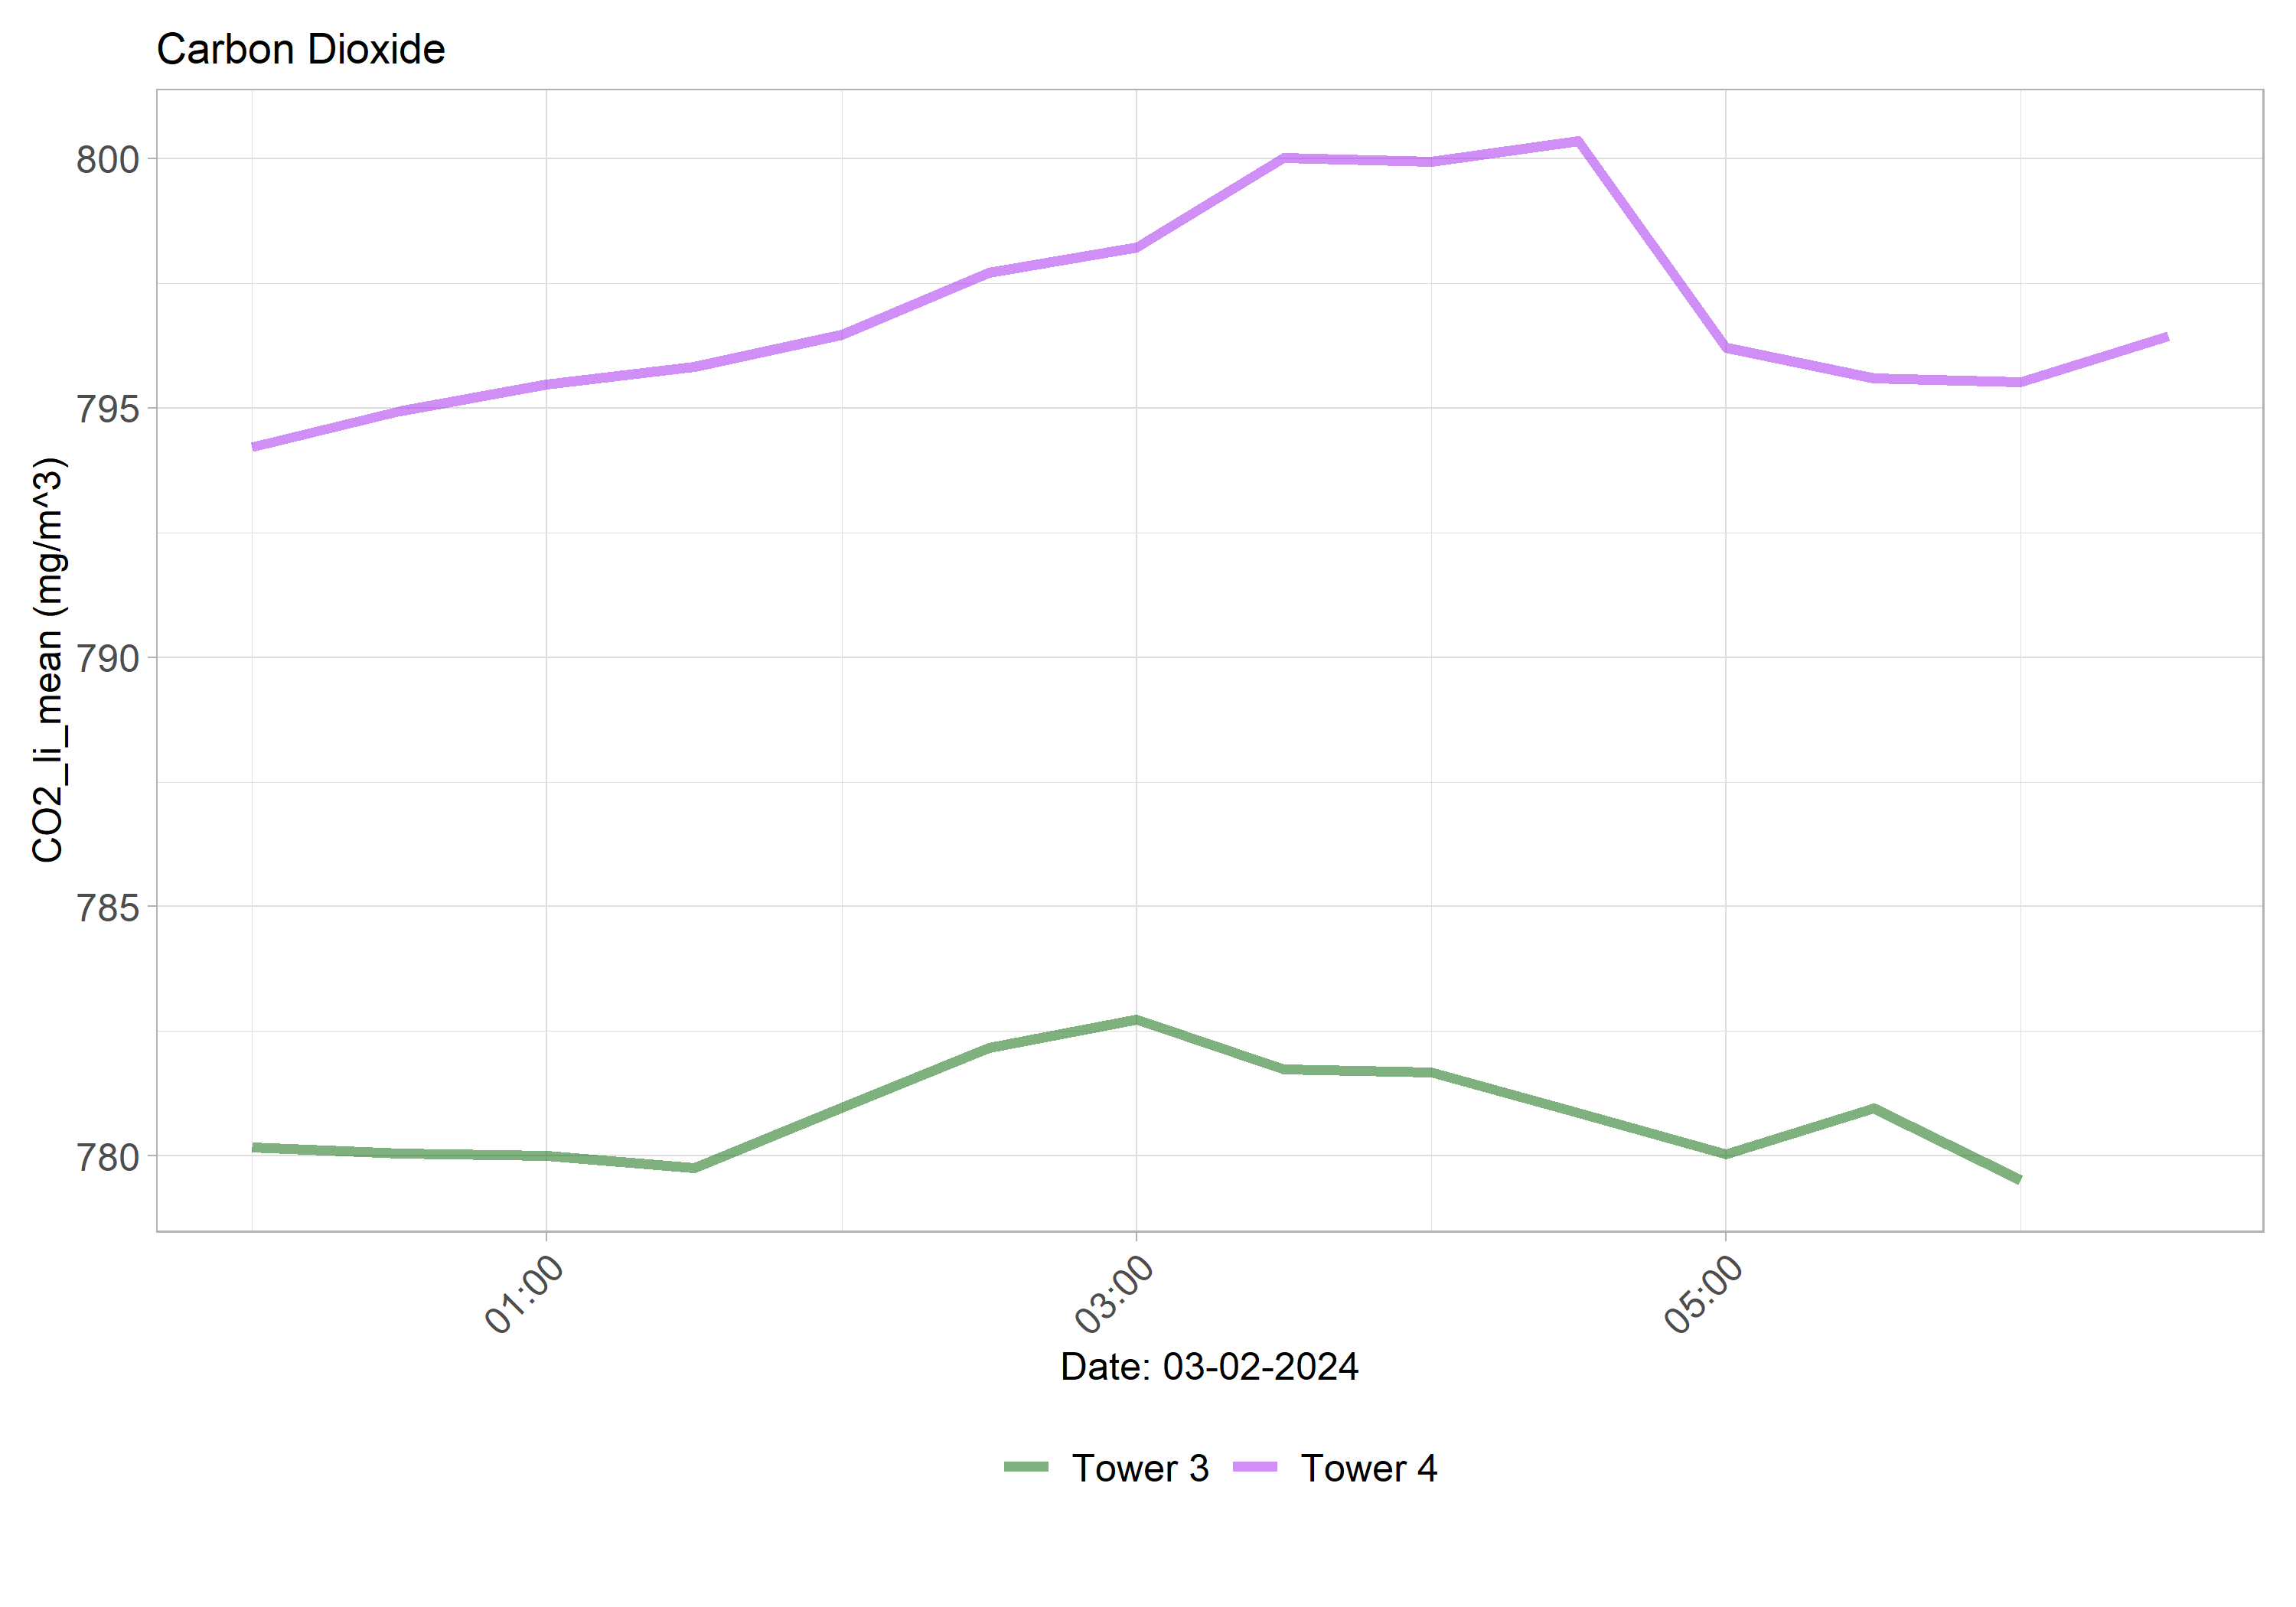 Carbon Dioxide
CO2_li_mean (mg/m^3)
800
795
790
785
780
01:00
03:00
05:00
Date: 03-02-2024
Tower 3
Tower 4